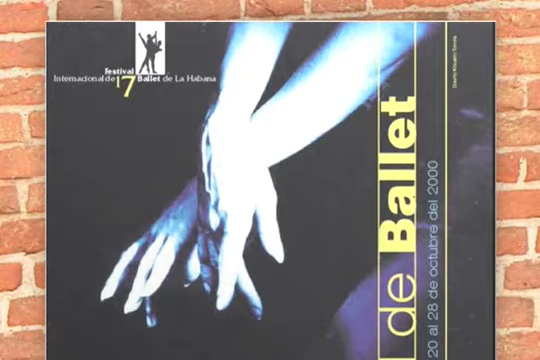 festival
Internacional de 17 Ballet de La Habana
de Ballet
20 al 28 de octubre del 2000